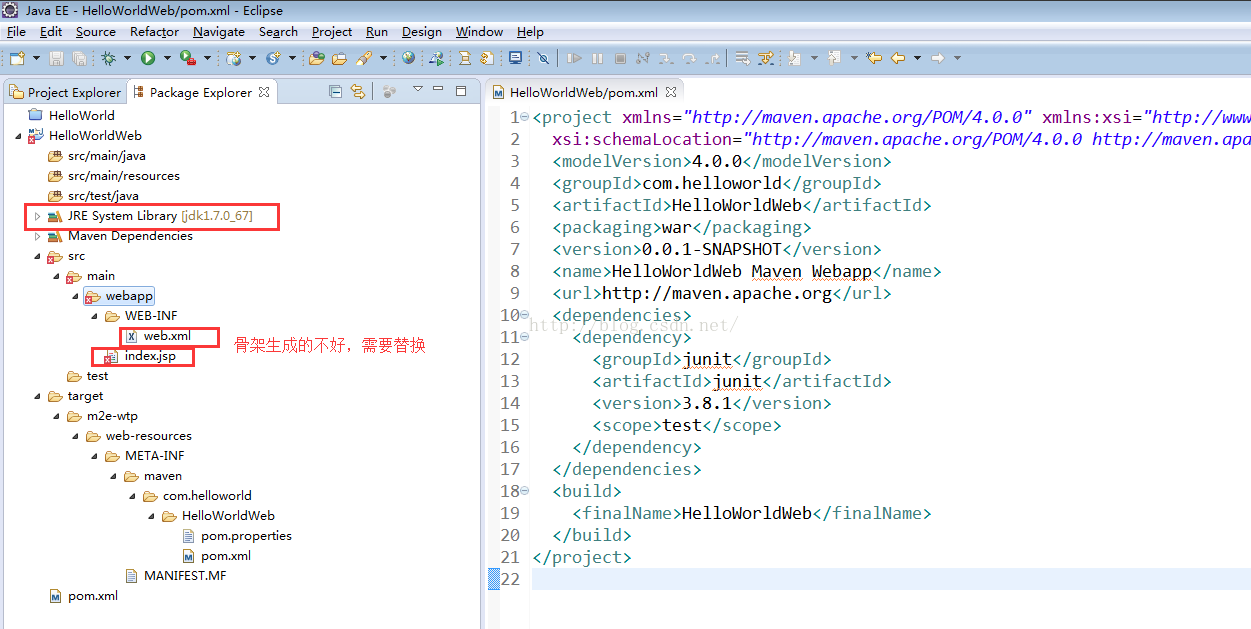 Java EE - HelloWorldWeb/pom.xml - Eclipse
File Edit Source Refactor Navigate Search Project Run Design Window Help
Project Explorer
Package Explorer
HelloWorld
HelloWorldWeb
src/main/java
src/main/resources
src/test/java
JRE System Library [jdk1.7.0_67]
Maven Dependencies
src
main
webapp
WEB-INF
web.xml
index.jsp
骨架生成的不好，需要替换
test
target
m2e-wtp
web-resources
META-INF
maven
com.helloworld
HelloWorldWeb
pom.properties
pom.xml
MANIFEST.MF
pom.xml
HelloWorldWeb/pom.xml
1 <project xmlns="http://maven.apache.org/POM/4.0.0" xmlns:xsi="http://www
2 xsi:schemaLocation="http://maven.apache.org/POM/4.0.0 http://maven.apa
3 <modelVersion>4.0.0</modelVersion>
4 <groupId>com.helloworld</groupId>
5 <artifactId>HelloWorldWeb</artifactId>
6 <packaging>war</packaging>
7 <version>0.0.1-SNAPSHOT</version>
8 <name>HelloWorldWeb Maven Webapp</name>
9 <url>http://maven.apache.org</url>
10 <dependencies>
http://blog.csdn.net/
11 <dependency>
12 <groupId>junit</groupId>
13 <artifactId>junit</artifactId>
14 <version>3.8.1</version>
15 <scope>test</scope>
16 </dependency>
17 </dependencies>
18 <build>
19 <finalName>HelloWorldWeb</finalName>
20 </build>
21 </project>
22